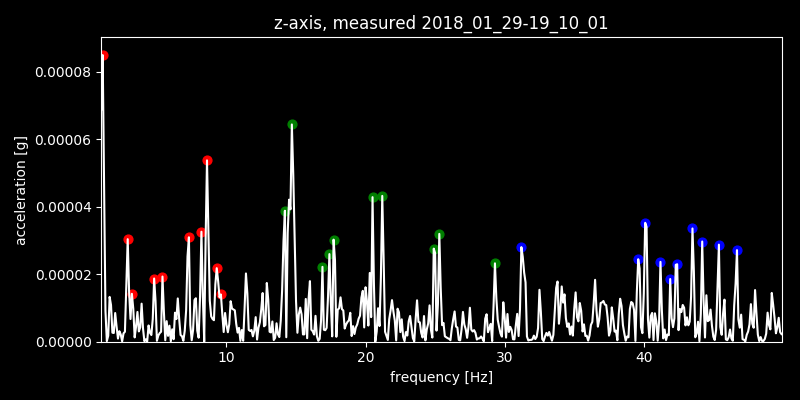 z-axis, measured 2018_01_29-19_10_01
0.00008
0.00006
0.00004
0.00002
0.00000
acceleration [g]
10 20 30 40
frequency [Hz]